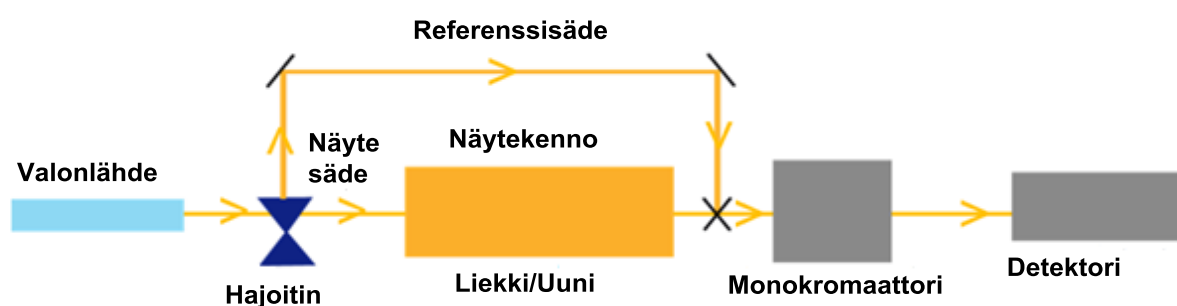 Referenssisäde
Näyte
säde
Näytekenno
Valonlähde
Hajoitin
Liekki/Uuni
Monokromaattori
Detektori